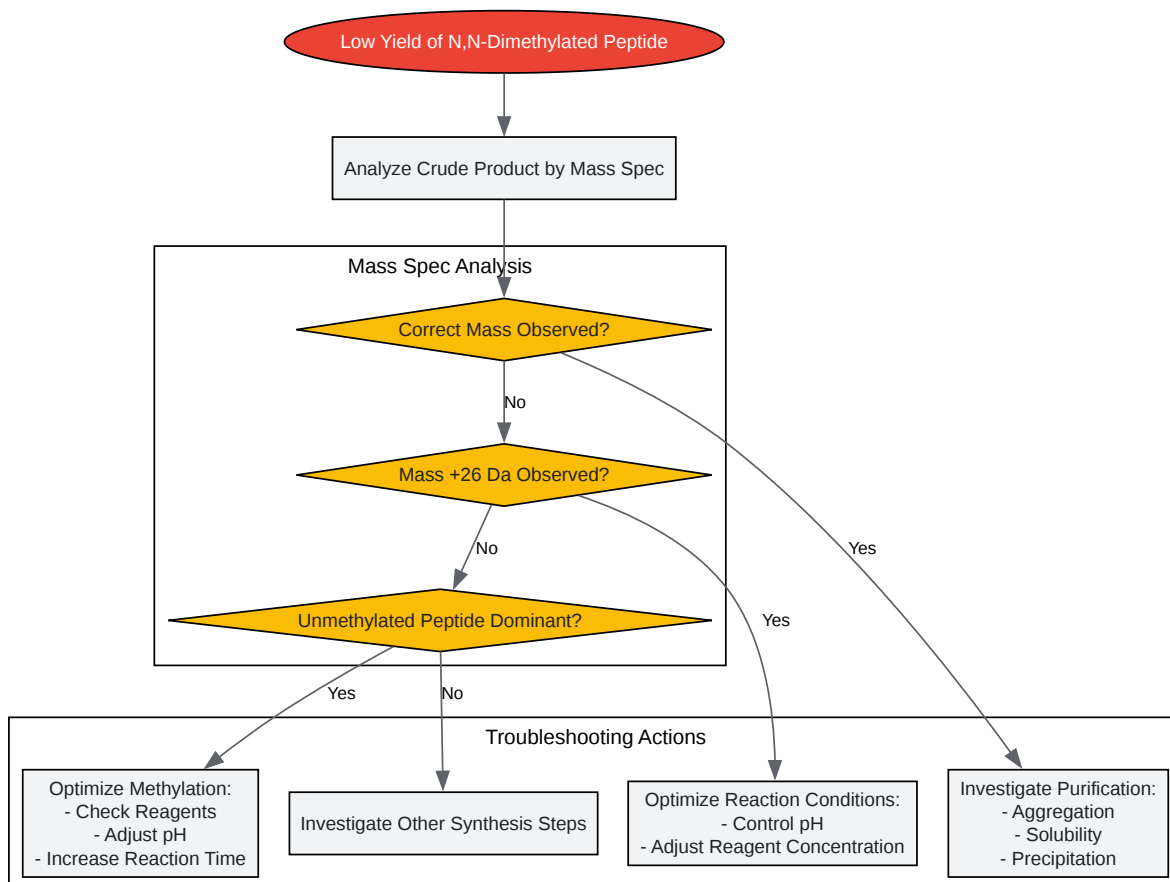 Low Yield of N,N-Dimethylated Peptide
Analyze Crude Product by Mass Spec
Mass Spec Analysis
Correct Mass Observed?
No
Mass +26 Da Observed?
Yes
No
Yes
Unmethylated Peptide Dominant?
Yes
No
Troubleshooting Actions
Optimize Methylation:
- Check Reagents
- Adjust pH
- Increase Reaction Time
Investigate Other Synthesis Steps
Optimize Reaction Conditions:
- Control pH
- Adjust Reagent Concentration
Investigate Purification:
- Aggregation
- Solubility
- Precipitation